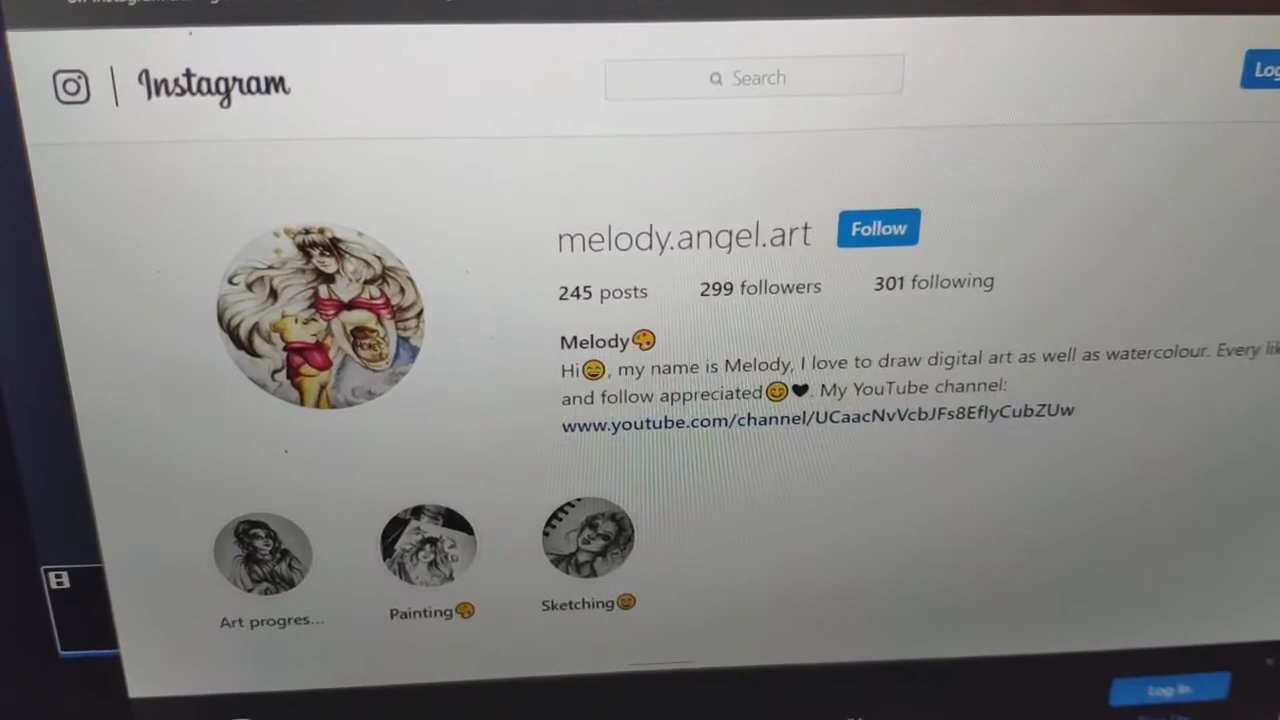 Instagram
Search
Log
melody.angel.art Follow
245 posts 299 followers 301 following
Melody🎨
Hi😄, my name is Melody, I love to draw digital art as well as watercolour. Every
and follow appreciated😊🖤. My YouTube channel:
www.youtube.com/channel/UCaacNvVcbJFs8EflyCubZUw
Art progres...
Painting🎨
Sketching😄
Log In